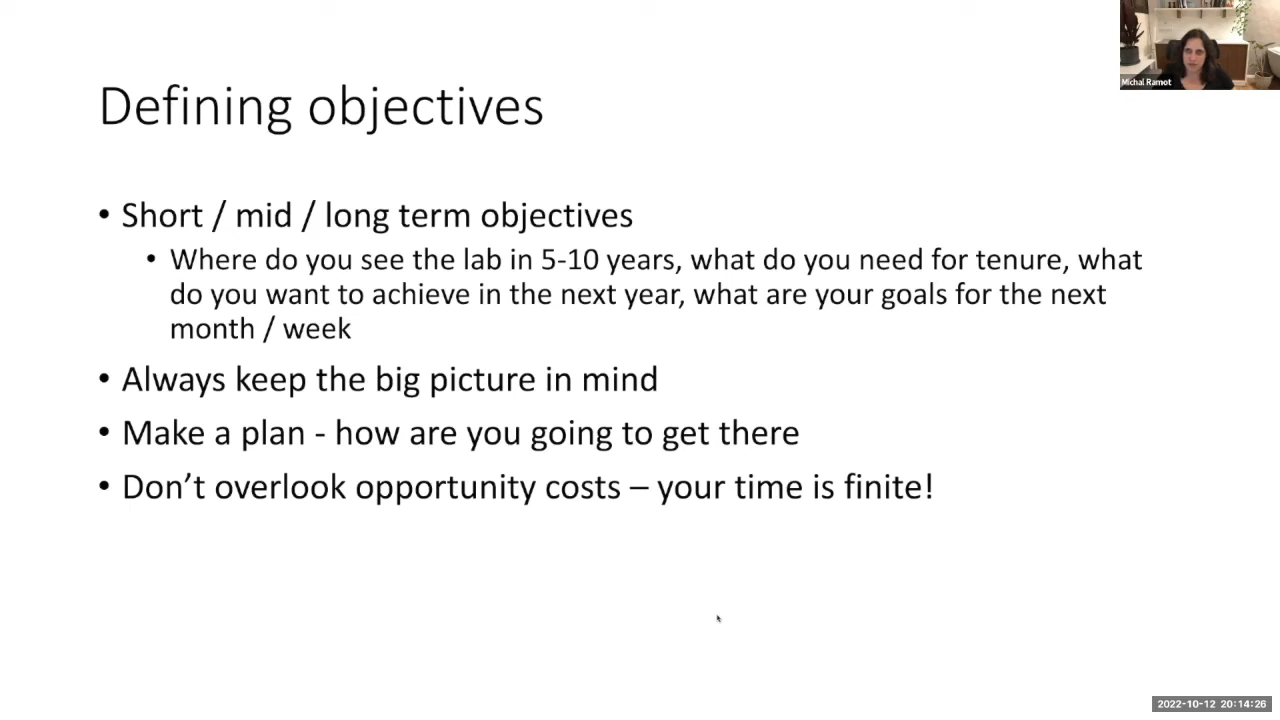 Michal Ramot
Defining objectives
• Short / mid / long term objectives
• Where do you see the lab in 5-10 years, what do you need for tenure, what
do you want to achieve in the next year, what are your goals for the next
month / week
• Always keep the big picture in mind
• Make a plan - how are you going to get there
• Don’t overlook opportunity costs – your time is finite!
2022-10-12 20:14:26